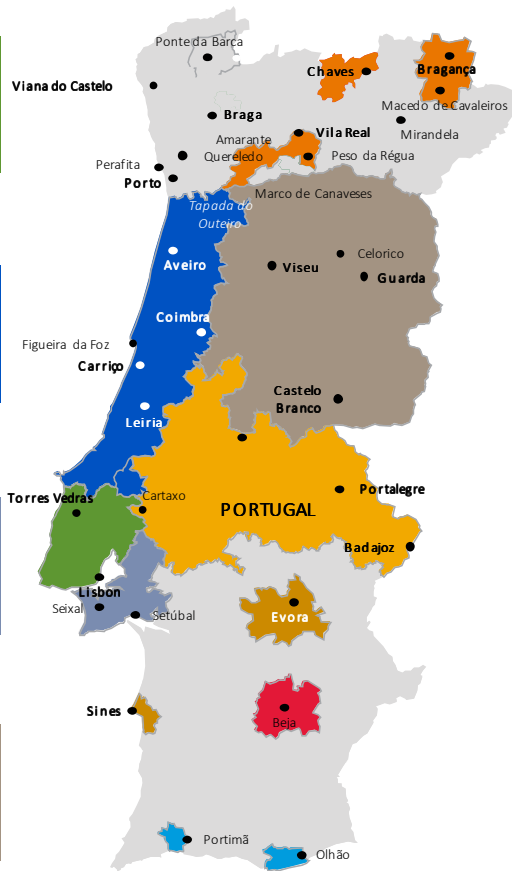 Ponte da Barca
Viana do Castelo
Chaves
Bragança
Macedo de Cavaleiros
Braga
Vila Real
Mirandela
Amarante
Quereledo
Peso da Régua
Perafita
Porto
Marco de Canaveses
Tapada do
Outeiro
Aveiro
Viseu
Celorico
Guarda
Coimbra
Figueira da Foz
Carriço
Castelo
Branco
Leiria
Torres Vedras
Cartaxo
Portalegre
PORTUGAL
Badajoz
Lisbon
Seixal
Setúbal
Evora
Sines
Beja
Portimã
Olhão